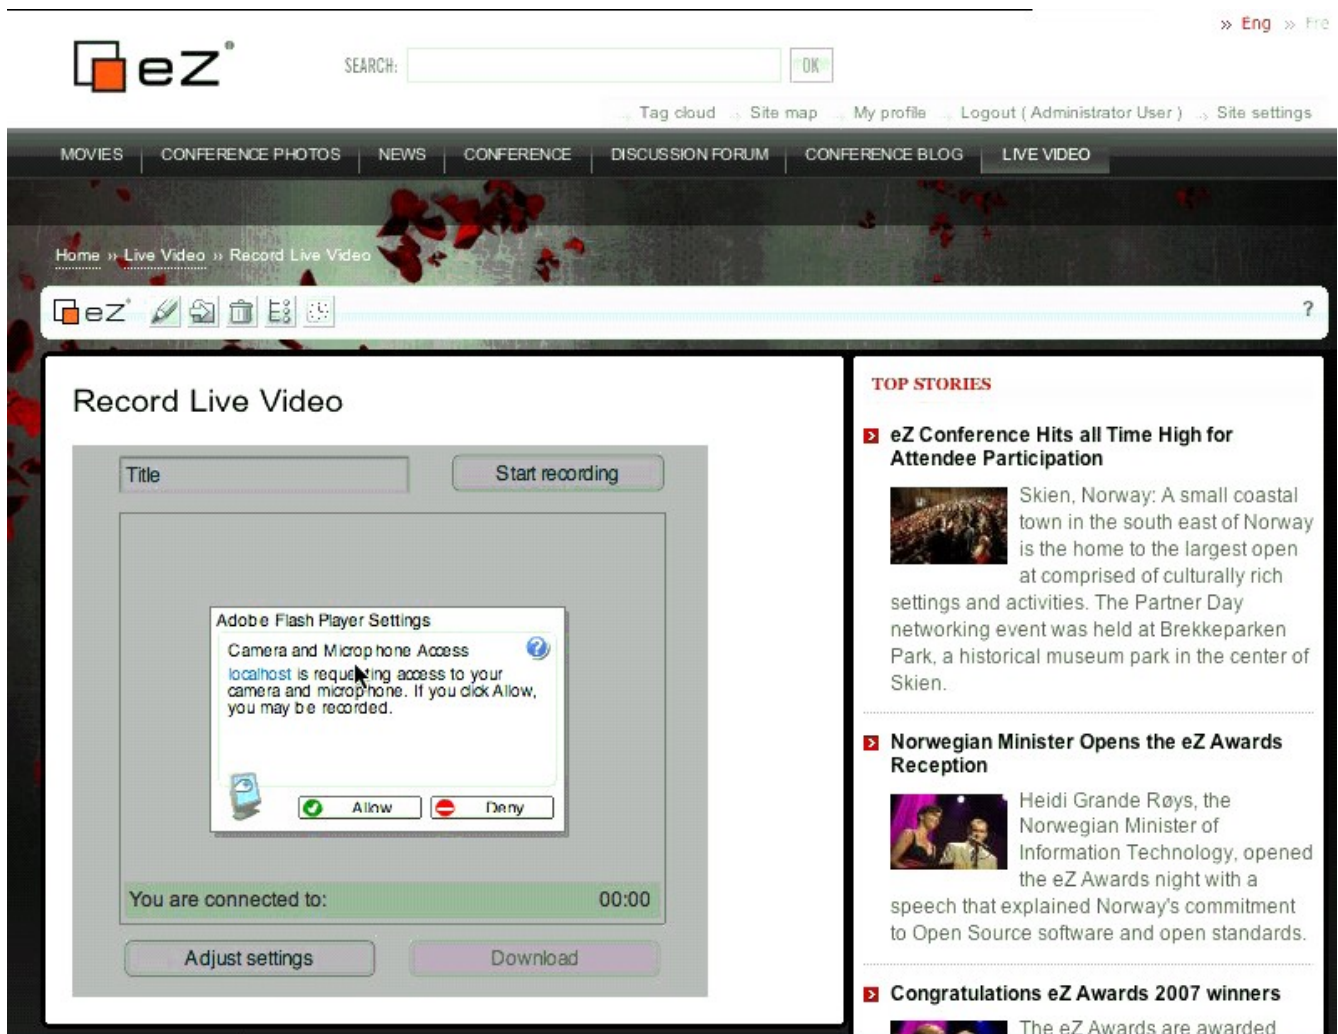 » Eng » Fre
eZ®
SEARCH:
OK
Tag cloud
Site map
My profile
Logout ( Administrator User )
Site settings
MOVIES
CONFERENCE PHOTOS
NEWS
CONFERENCE
DISCUSSION FORUM
CONFERENCE BLOG
LIVE VIDEO
Home » Live Video » Record Live Video
eZ
?
Record Live Video
Title
Start recording
Adobe Flash Player Settings
Camera and Microphone Access
localhost is requesting access to your
camera and microphone. If you click Allow,
you may be recorded.
Allow
Deny
You are connected to:
00:00
Adjust settings
Download
TOP STORIES
eZ Conference Hits all Time High for
Attendee Participation
Skien, Norway: A small coastal
town in the south east of Norway
is the home to the largest open
at comprised of culturally rich
settings and activities. The Partner Day
networking event was held at Brekkeparken
Park, a historical museum park in the center of
Skien.
Norwegian Minister Opens the eZ Awards
Reception
Heidi Grande Røys, the
Norwegian Minister of
Information Technology, opened
the eZ Awards night with a
speech that explained Norway's commitment
to Open Source software and open standards.
Congratulations eZ Awards 2007 winners
The eZ Awards are awarded